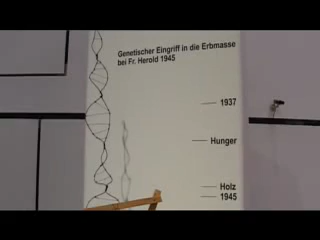 Genetischer Eingriff in die Erbmasse
bei Fr. Herold 1945
1937
Hunger
Holz
1945